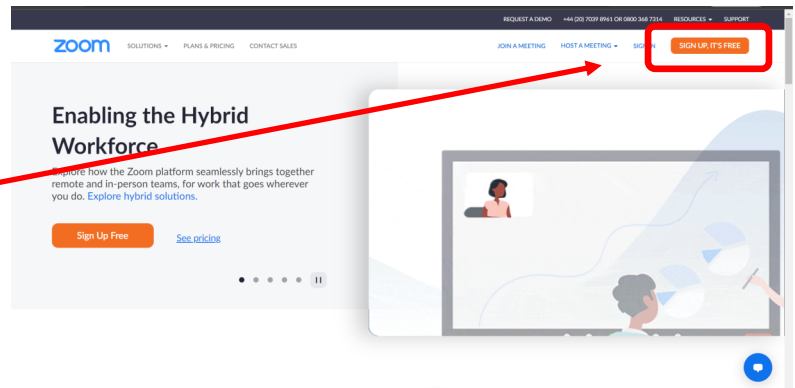 REQUEST A DEMO +44 (20) 7039 8961 OR 0800 368 7314 RESOURCES SUPPORT
zoom SOLUTIONS PLANS & PRICING CONTACT SALES JOIN A MEETING HOST A MEETING SIGN IN SIGN UP, IT'S FREE
Enabling the Hybrid
Workforce
Explore how the Zoom platform seamlessly brings together
remote and in-person teams, for work that goes wherever
you do. Explore hybrid solutions.
Sign Up Free See pricing